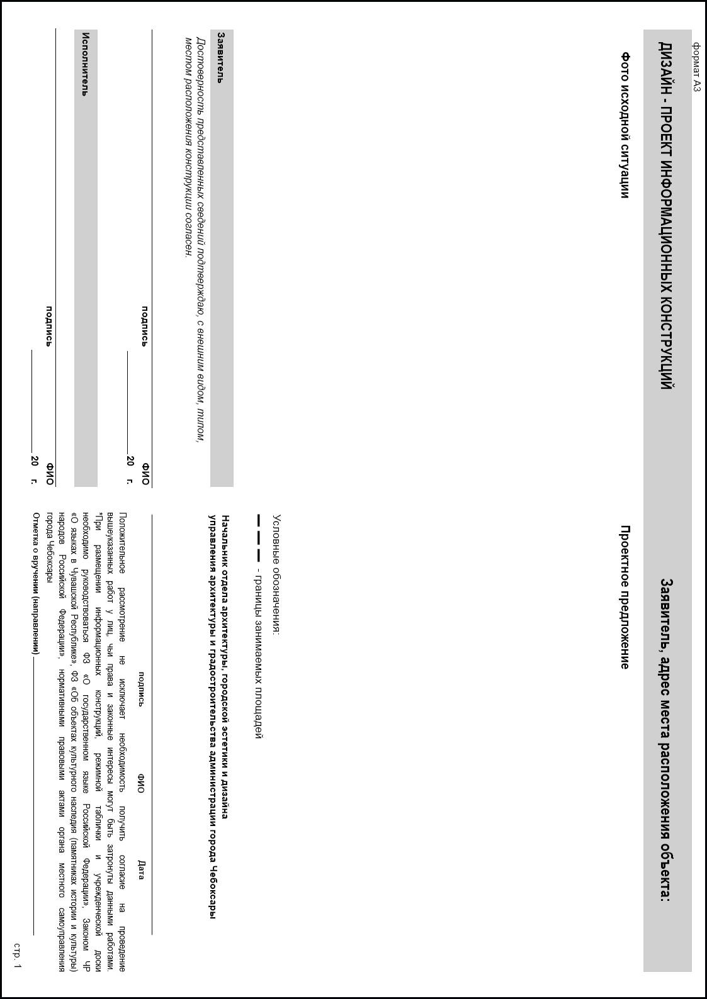 формат А3
ДИЗАЙН - ПРОЕКТ ИНФОРМАЦИОННЫХ КОНСТРУКЦИЙ
Заявитель, адрес места расположения объекта:
Фото исходной ситуации
Проектное предложение
Условные обозначения:
- границы занимаемых площадей
Заявитель
Достоверность представленных сведений подтверждаю, с внешним видом, типом,
местом расположения конструкции согласен.
подпись ФИО
20 г.
Исполнитель
подпись ФИО
20 г.
Начальник отдела архитектуры, городской эстетики и дизайна
управления архитектуры и градостроительства администрации города Чебоксары
подпись ФИО Дата
Положительное рассмотрение не исключает необходимость получить согласие на проведение
вышеуказанных работ у лиц, чьи права и законные интересы могут быть затронуты данными работами.
*При размещении информационных конструкций, режимной таблички и учрежденческой доски
необходимо руководствоваться ФЗ «О государственном языке Российской Федерации», Законом ЧР
«О языках в Чувашской Республике», ФЗ «Об объектах культурного наследия (памятниках истории и культуры)
народов Российской Федерации», нормативными правовыми актами органа местного самоуправления
города Чебоксары
Отметка о вручении (направлении)
стр. 1